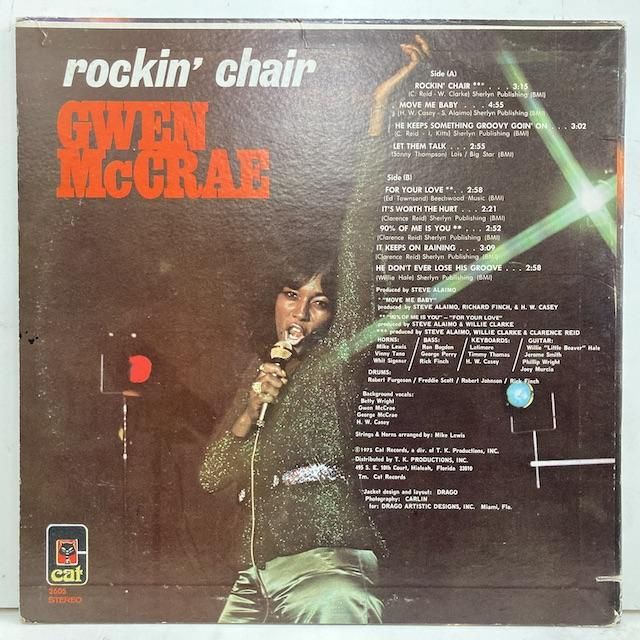 rockin' chair
GWEN
McCRAE
Side (A)
ROCKIN' CHAIR *** . . . 3:15
(C. Reid - W. Clarke) Sherlyn Publishing (BMI)
MOVE ME BABY . . . 4:55
(H. W. Casey - S. Alaimo) Sherlyn Publishing (BMI)
HE KEEPS SOMETHING GROOVY GOIN' ON . . . 3:02
(C. Reid - I. Kitts) Sherlyn Publishing (BMI)
LET THEM TALK . . . 2:55
(Sonny Thompson) Lois / Big Star (BMI)
Side (B)
FOR YOUR LOVE ** . . 2:58
(Ed Townsend) Beechwood Music (BMI)
IT'S WORTH THE HURT . . . 2:21
(Clarence Reid) Sherlyn Publishing (BMI)
90% OF ME IS YOU ** . . . 2:52
(Clarence Reid) Sherlyn Publishing (BMI)
IT KEEPS ON RAINING . . . 3:09
(Clarence Reid) Sherlyn Publishing (BMI)
HE DON'T EVER LOSE HIS GROOVE . . . 2:58
(Willie Hale) Sherlyn Publishing (BMI)
Produced by STEVE ALAIMO
* "MOVE ME BABY"
produced by STEVE ALAIMO, RICHARD FINCH, & H. W. CASEY
**"90% OF ME IS YOU" — "FOR YOUR LOVE"
produced by STEVE ALAIMO & WILLIE CLARKE
*** produced by STEVE ALAIMO, WILLIE CLARKE & CLARENCE REID
HORNS: BASS: KEYBOARDS: GUITAR:
Mike Lewis Ron Bogdon Latimore Willie "Little Beaver" Hale
Vinny Tano George Perry Timmy Thomas Jerome Smith
Whit Signor Rick Finch H. W. Casey Phillip Wright
Joey Murcia
DRUMS:
Robert Furgeson / Freddie Scott / Robert Johnson / Rick Finch
Background vocals:
Betty Wright
Gwen McCrae
George McCrae
H. W. Casey
Strings & Horns arranged by: Mike Lewis
Ⓟ1975 Cat Records, a div. of T. K. Productions, INC.
Distributed by T. K. PRODUCTIONS, INC.
495 S. E. 10th Court, Hialeah, Florida 33010
Tm. Cat Records
Jacket design and layout: DRAGO
Photography: CARLIN
for: DRAGO ARTISTIC DESIGNS, INC. Miami, Fla.
cat
2605
STEREO